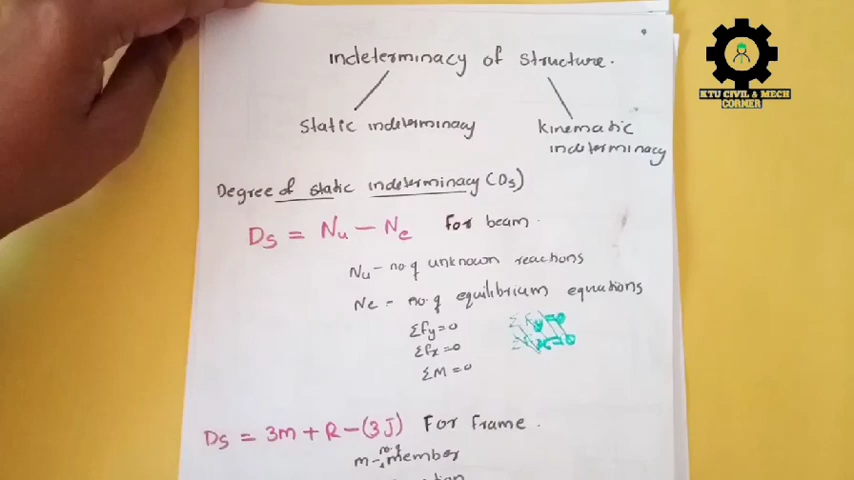 indeterminacy of structure.
static indeterminacy
kinematic
indeterminacy
KTU CIVIL & MECH
CORNER
Degree of static indeterminacy (Ds)
Ds = Nu - Ne For beam.
Nu - no. of unknown reactions
Ne - no. of equilibrium equations
Σfy=0
Σfx=0
ΣM=0
Ds = 3m + R - (3J) For Frame.
m - no. of member